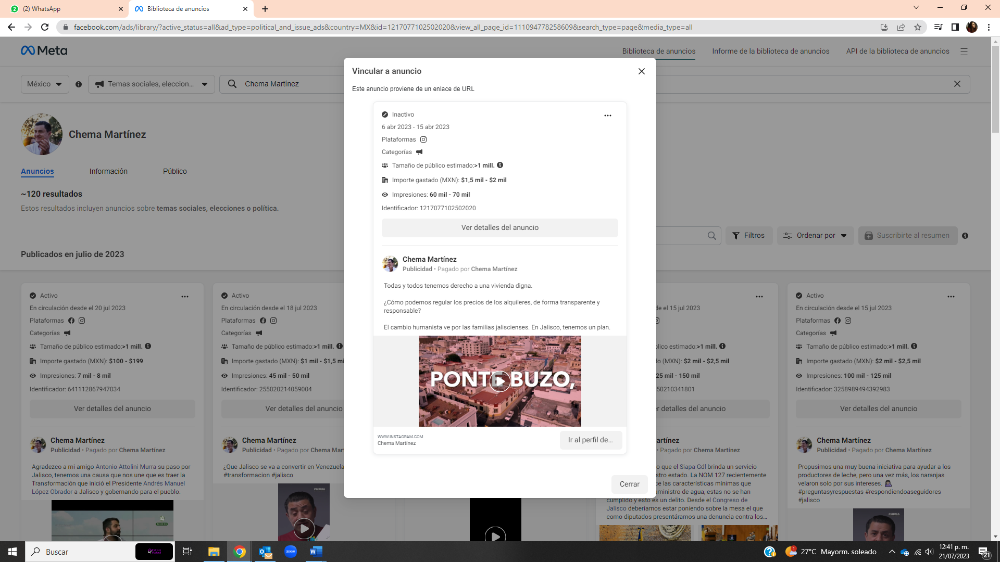 (2) WhatsApp
Biblioteca de anuncios
facebook.com/ads/library/?active_status=all&ad_type=political_and_issue_ads&country=MX&id=1217077102502020&view_all_page_id=111094778258609&search_type=page&media_type=all
Meta
Biblioteca de anuncios
Informe de la biblioteca de anuncios
API de la biblioteca de anuncios
México
Temas sociales, eleccion...
Chema Martínez
Chema Martínez
Anuncios
Información
Público
~120 resultados
Estos resultados incluyen anuncios sobre temas sociales, elecciones o política.
Filtros
Ordenar por
Suscribirte al resumen
Publicados en julio de 2023
Vincular a anuncio
Este anuncio proviene de un enlace de URL
Inactivo
6 abr 2023 - 15 abr 2023
Plataformas
Categorías
Tamaño de público estimado:>1 mill.
Importe gastado (MXN): $1,5 mil - $2 mil
Impresiones: 60 mil - 70 mil
Identificador: 1217077102502020
Ver detalles del anuncio
Chema Martínez
Publicidad • Pagado por Chema Martínez
Todas y todos tenemos derecho a una vivienda digna.
¿Cómo podemos regular los precios de los alquileres, de forma transparente y
responsable?
El cambio humanista ve por las familias jaliscienses. En Jalisco, tenemos un plan.
PONTE BUZO,
WWW.INSTAGRAM.COM
Chema Martínez
Ir al perfil de...
Cerrar
Activo
En circulación desde el 20 jul 2023
Plataformas
Categorías
Tamaño de público estimado:>1 mill.
Importe gastado (MXN): $100 - $199
Impresiones: 7 mil - 8 mil
Identificador: 641112867947034
Ver detalles del anuncio
Chema Martínez
Publicidad • Pagado por Chema Martínez
Agradezco a mi amigo Antonio Attolini Murra su paso por
Jalisco, tenemos una causa que nos une que es traer la
Transformación que inició el Presidente Andrés Manuel
López Obrador a Jalisco y gobernando para el pueblo.
Activo
En circulación desde el 18 jul 2023
Plataformas
Categorías
Tamaño de público estimado:>1 mill.
Importe gastado (MXN): $1 mil - $1,5 mi
Impresiones: 45 mil - 50 mil
Identificador: 255020214059004
Ver detalles del anuncio
Chema Martínez
Publicidad • Pagado por Chema Mar
¿Que Jalisco se va a convertir en Venezuela
#transformacion #jalisco
CHEMA
de el 15 jul 2023
blico estimado:>1 mill.
do (MXN): $2 mil - $2,5 mil
25 mil - 150 mil
50210341801
r detalles del anuncio
artínez
• Pagado por Chema Martínez
o que el Siapa Gdl brinda un servicio
stro estado. La NOM 127 recientemente
ce las características mínimas que
uministro de agua, estas no se han
cumplido y esto es un delito. Desde el Congreso de
Jalisco deberíamos estar poniendo sobre la mesa el que
como diputados presentáramos una denuncia contra los...
Activo
En circulación desde el 15 jul 2023
Plataformas
Categorías
Tamaño de público estimado:>1 mill.
Importe gastado (MXN): $2 mil - $2,5 mil
Impresiones: 100 mil - 125 mil
Identificador: 3258989494392983
Ver detalles del anuncio
Chema Martínez
Publicidad • Pagado por Chema Martínez
Propusimos una muy buena iniciativa para ayudar a los
productores de leche, pero una vez más, los naranjas
velaron solo por sus intereses.
#preguntasyrespuestas #respondiendoaseguidores
#jalisco
CHEMA
Buscar
zoom
27°C Mayorm. soleado
12:41 p. m.
21/07/2023
21